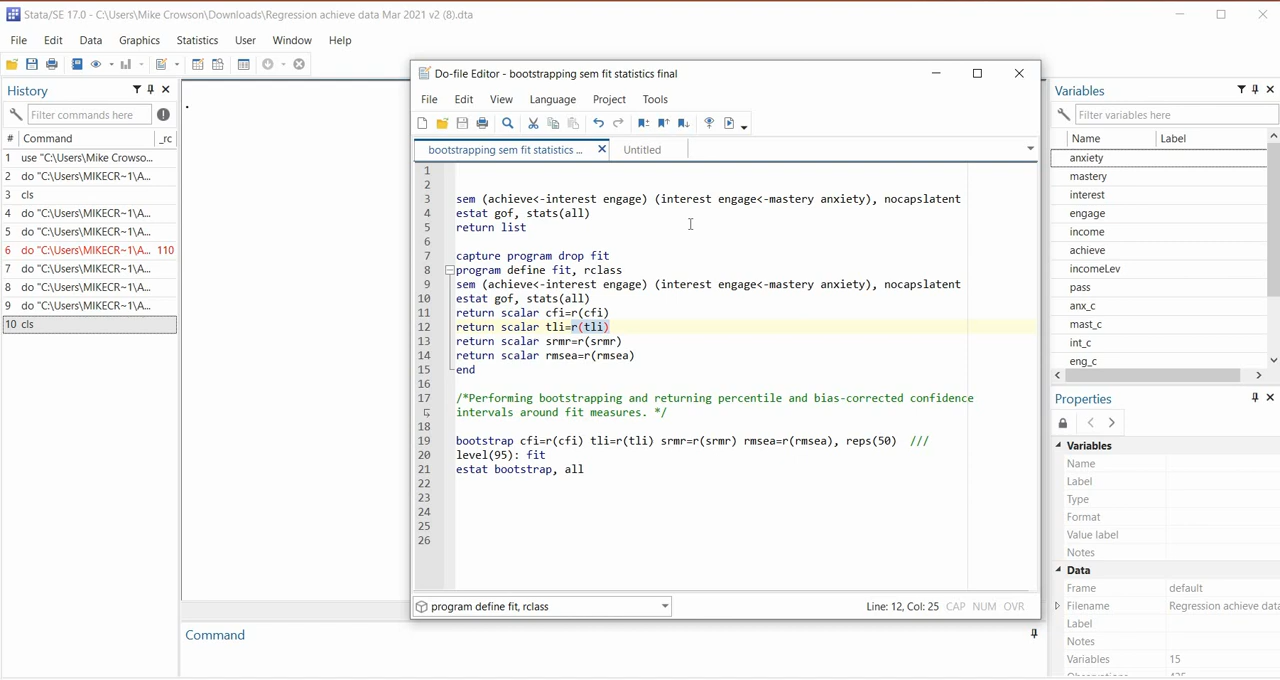 Stata/SE 17.0 - C:\Users\Mike Crowson\Downloads\Regression achieve data Mar 2021 v2 (8).dta
File Edit Data Graphics Statistics User Window Help
History
Filter commands here
# Command _rc
1 use "C:\Users\Mike Crowso...
2 do "C:\Users\MIKECR~1\A...
3 cls
4 do "C:\Users\MIKECR~1\A...
5 do "C:\Users\MIKECR~1\A...
6 do "C:\Users\MIKECR~1\A... 110
7 do "C:\Users\MIKECR~1\A...
8 do "C:\Users\MIKECR~1\A...
9 do "C:\Users\MIKECR~1\A...
10 cls
.
Do-file Editor - bootstrapping sem fit statistics final
File Edit View Language Project Tools
bootstrapping sem fit statistics ... Untitled
1
2
3 sem (achieve<-interest engage) (interest engage<-mastery anxiety), nocapslatent
4 estat gof, stats(all)
5 return list
6
7 capture program drop fit
8 program define fit, rclass
9 sem (achieve<-interest engage) (interest engage<-mastery anxiety), nocapslatent
10 estat gof, stats(all)
11 return scalar cfi=r(cfi)
12 return scalar tli=r(tli)
13 return scalar srmr=r(srmr)
14 return scalar rmsea=r(rmsea)
15 end
16
17 /*Performing bootstrapping and returning percentile and bias-corrected confidence
intervals around fit measures. */
18
19 bootstrap cfi=r(cfi) tli=r(tli) srmr=r(srmr) rmsea=r(rmsea), reps(50) ///
20 level(95): fit
21 estat bootstrap, all
22
23
24
25
26
program define fit, rclass
Line: 12, Col: 25 CAP NUM OVR
Command
Variables
Filter variables here
Name Label
anxiety
mastery
interest
engage
income
achieve
incomeLev
pass
anx_c
mast_c
int_c
eng_c
Properties
Variables
Name
Label
Type
Format
Value label
Notes
Data
Frame default
Filename Regression achieve data
Label
Notes
Variables 15